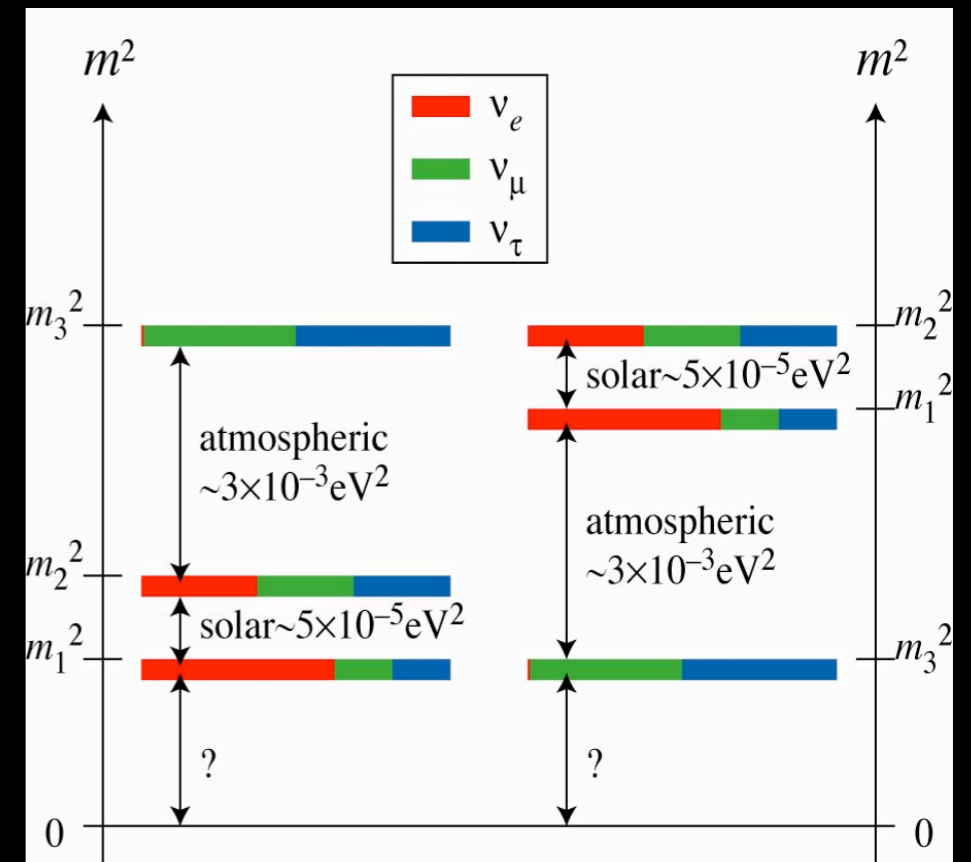 m²
m²
νe
νμ
ντ
m₃²
m₂²
solar~5×10⁻⁵eV²
m₁²
atmospheric
~3×10⁻³eV²
atmospheric
~3×10⁻³eV²
m₂²
solar~5×10⁻⁵eV²
m₁²
m₃²
?
?
0
0